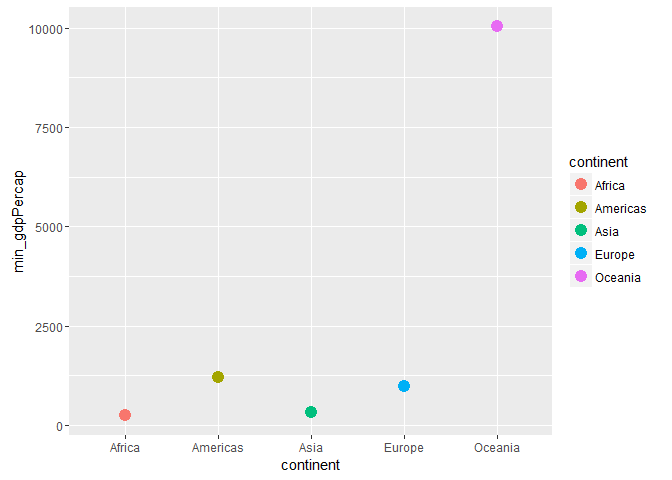 10000
7500
5000
2500
0
min_gdpPercap
Africa Americas Asia Europe Oceania
continent
continent
Africa
Americas
Asia
Europe
Oceania